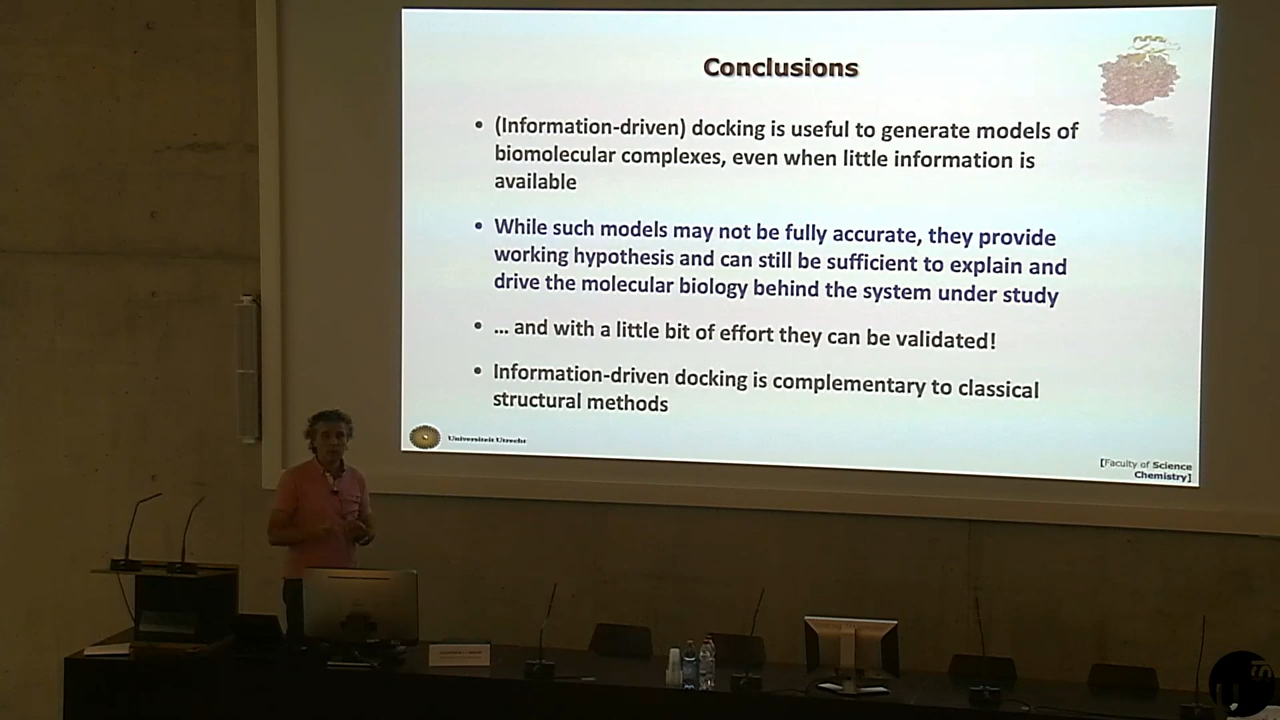 Conclusions
• (Information-driven) docking is useful to generate models of
biomolecular complexes, even when little information is
available
• While such models may not be fully accurate, they provide
working hypothesis and can still be sufficient to explain and
drive the molecular biology behind the system under study
• ... and with a little bit of effort they can be validated!
• Information-driven docking is complementary to classical
structural methods
Universiteit Utrecht
[Faculty of Science
Chemistry]